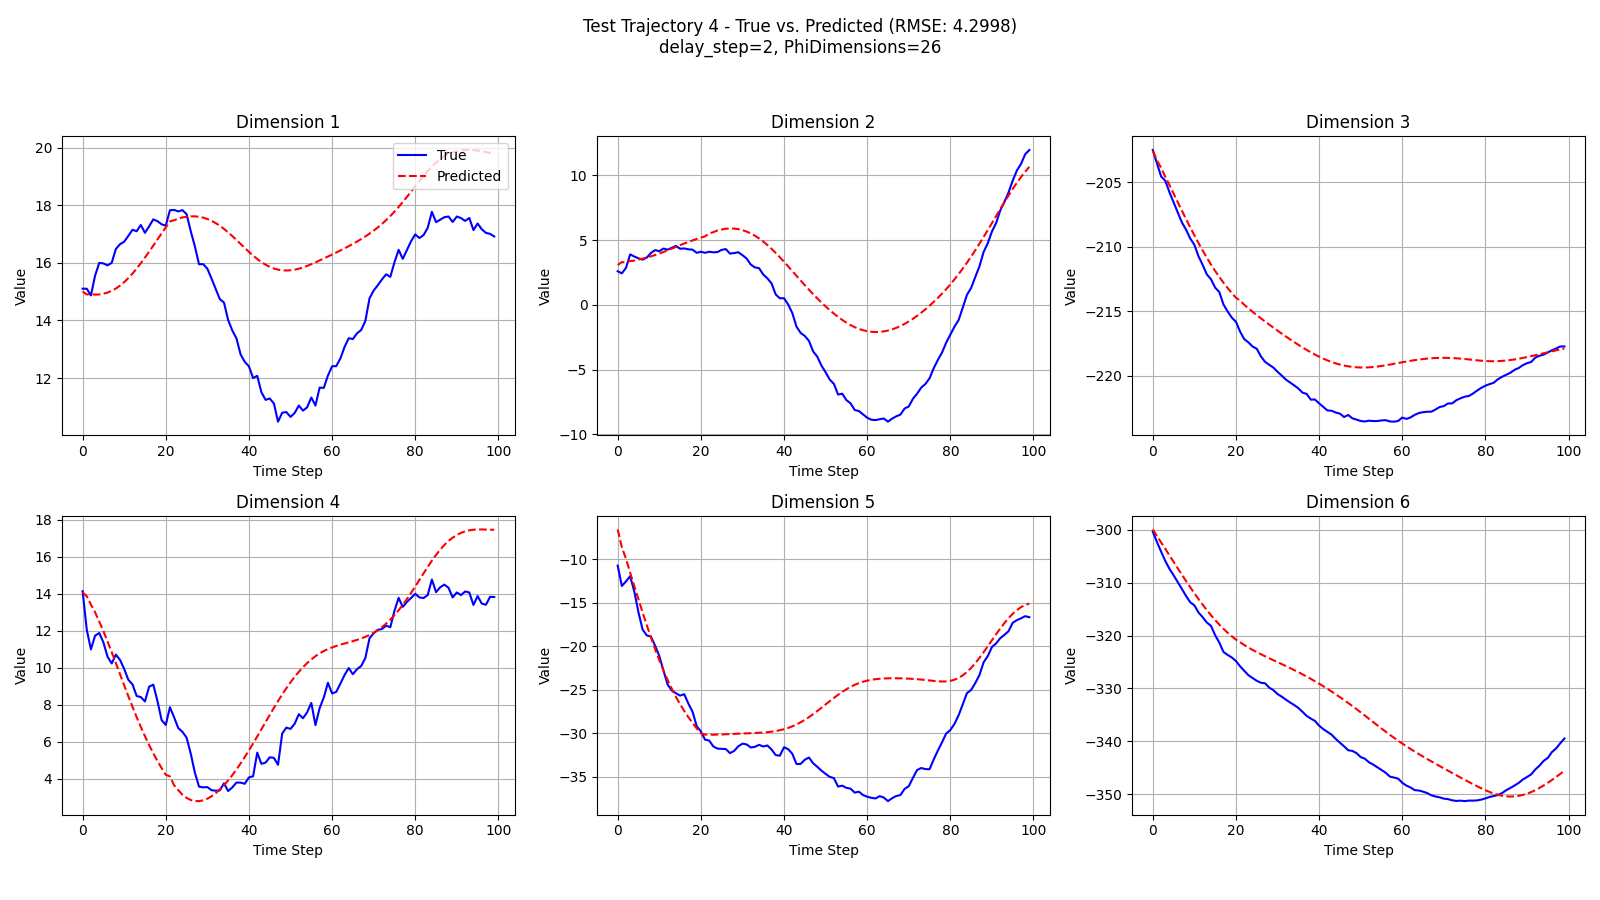 Test Trajectory 4 - True vs. Predicted (RMSE: 4.2998)
delay_step=2, PhiDimensions=26
Dimension 1
20
18
16
14
12
Value
0 20 40 60 80 100
Time Step
True
Predicted
Dimension 2
10
5
0
−5
−10
Value
0 20 40 60 80 100
Time Step
Dimension 3
−205
−210
−215
−220
Value
0 20 40 60 80 100
Time Step
Dimension 4
18
16
14
12
10
8
6
4
Value
0 20 40 60 80 100
Time Step
Dimension 5
−10
−15
−20
−25
−30
−35
Value
0 20 40 60 80 100
Time Step
Dimension 6
−300
−310
−320
−330
−340
−350
Value
0 20 40 60 80 100
Time Step